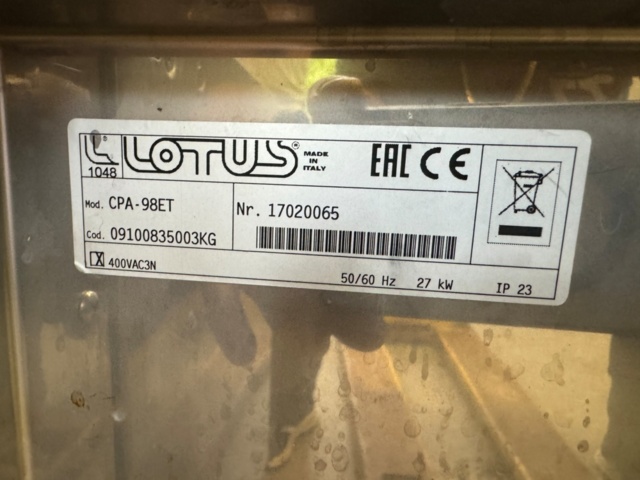 LOTUS®
MADE
IN
ITALY
EAC CE
1048
Mod. CPA-98ET
Nr. 17020065
Cod. 09100835003KG
X 400VAC3N
50/60 Hz 27 kW IP 23